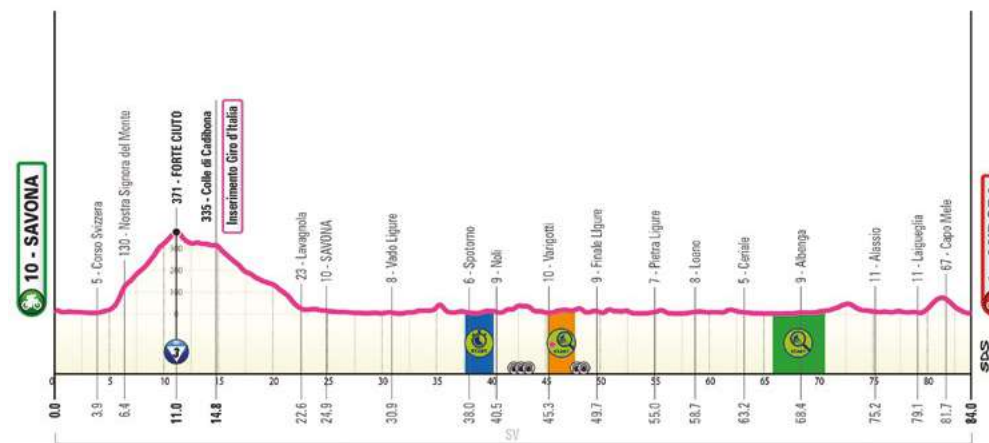 10 - SAVONA
5 - Corso Svizzera
130 - Nostra Signora del Monte
371 - FORTE CIUTO
335 - Colle di Cadibona
Inserimento Giro d'Italia
23 - Lavagnola
10 - SAVONA
8 - Vado Ligure
6 - Spotorno
9 - Noli
10 - Varigotti
9 - Finale Ligure
7 - Pietra Ligure
8 - Loano
5 - Ceriale
9 - Albenga
11 - Alassio
11 - Laigueglia
67 - Capo Mele
300
200
100
0
3
START
START
START
0 5 10 15 20 25 30 35 40 45 50 55 60 65 70 75 80
0.0 3.9 6.4 11.0 14.8 22.6 24.9 30.9 38.0 40.5 45.3 49.7 55.0 58.7 63.2 68.4 75.2 79.1 81.7 84.0
SV
SDS